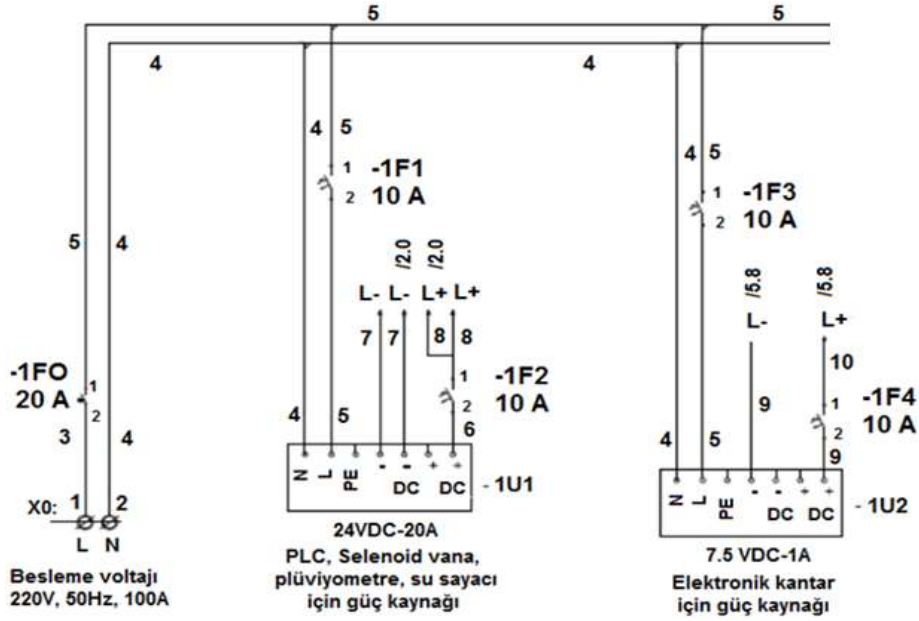 5
5
4
4
4
5
1
2
-1F1
10 A
4
5
1
2
-1F3
10 A
5
4
/2.0
/2.0
L-
L-
L+
L+
7
7
8
8
/5.8
/5.8
L-
L+
10
-1FO
20 A
1
2
3
4
1
2
-1F2
10 A
6
9
1
2
-1F4
10 A
9
4
5
4
5
N
L
PE
-
-
+
+
DC
DC
- 1U1
N
L
PE
-
-
+
+
DC
DC
- 1U2
X0:
1
2
L
N
24VDC-20A
PLC, Selenoid vana,
plüviyometre, su sayacı
için güç kaynağı
7.5 VDC-1A
Elektronik kantar
için güç kaynağı
Besleme voltajı
220V, 50Hz, 100A